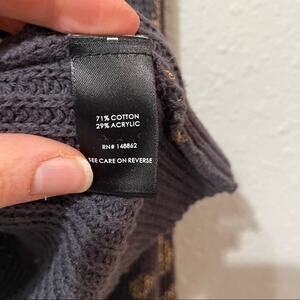 71% COTTON
29% ACRYLIC
RN# 148862
SEE CARE ON REVERSE